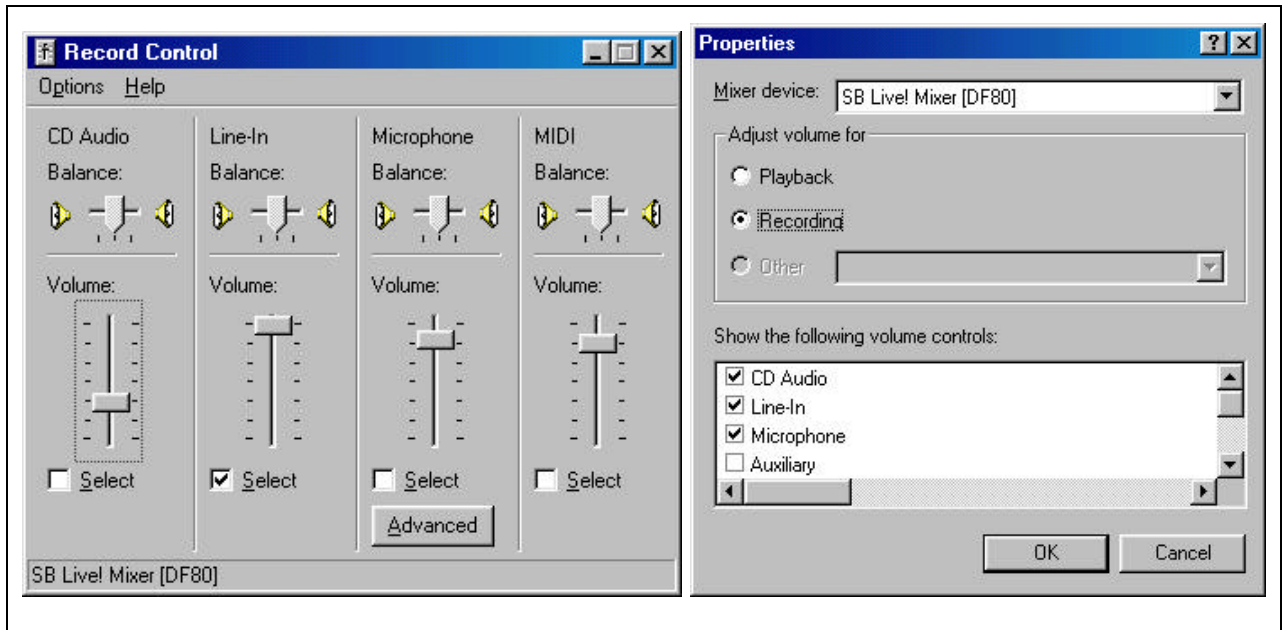 Record Control
Options Help
CD Audio Line-In Microphone MIDI
Balance: Balance: Balance: Balance:
Volume: Volume: Volume: Volume:
Select Select Select Select
Advanced
SB Live! Mixer [DF80]
Properties
Mixer device: SB Live! Mixer [DF80]
Adjust volume for
Playback
Recording
Other
Show the following volume controls:
CD Audio
Line-In
Microphone
Auxiliary
OK Cancel